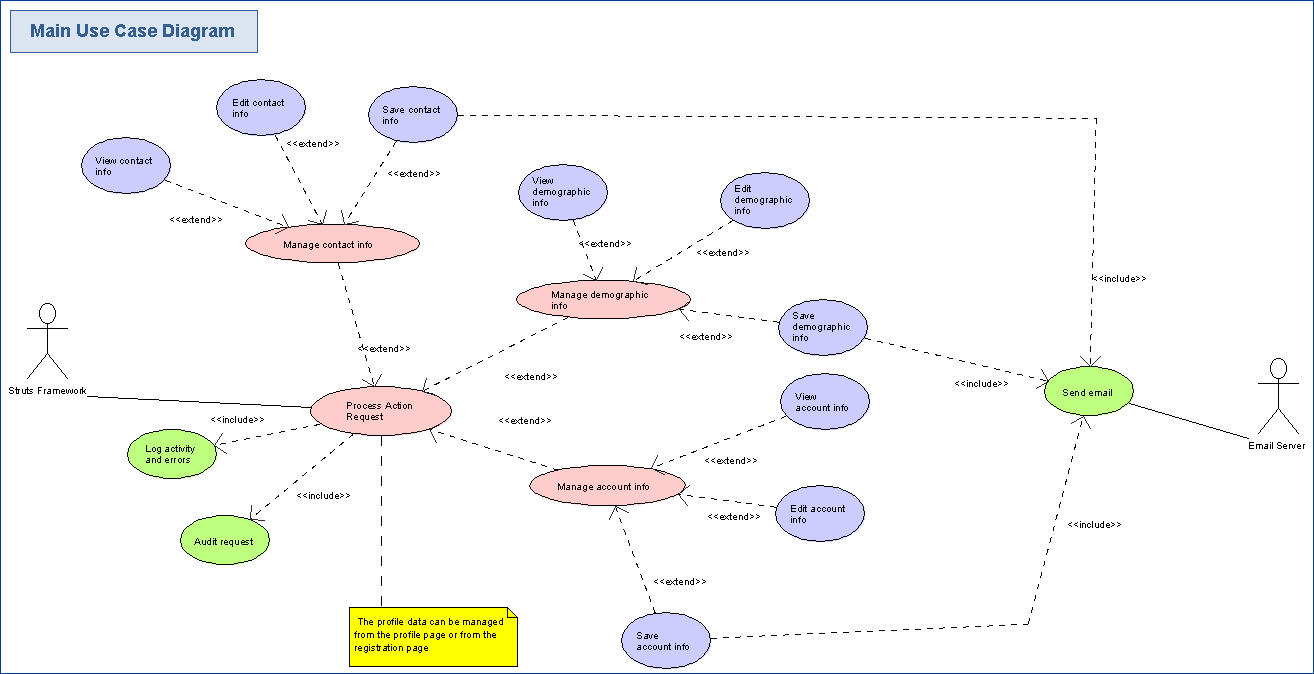 Main Use Case Diagram
Edit contact
info
Save contact
info
<<extend>>
View contact
info
<<extend>>
<<extend>>
Manage contact info
View
demographic
info
Edit
demographic
info
<<extend>>
<<extend>>
<<include>>
Manage demographic
info
Save
demographic
info
<<extend>>
<<extend>>
<<extend>>
<<include>>
Struts Framework
Send email
View
account info
Process Action
Request
<<include>>
<<extend>>
Email Server
Log activity
and errors
<<extend>>
Manage account info
<<include>>
Edit account
info
<<extend>>
<<include>>
Audit request
<<extend>>
The profile data can be managed
from the profile page or from the
registration page
Save
account info